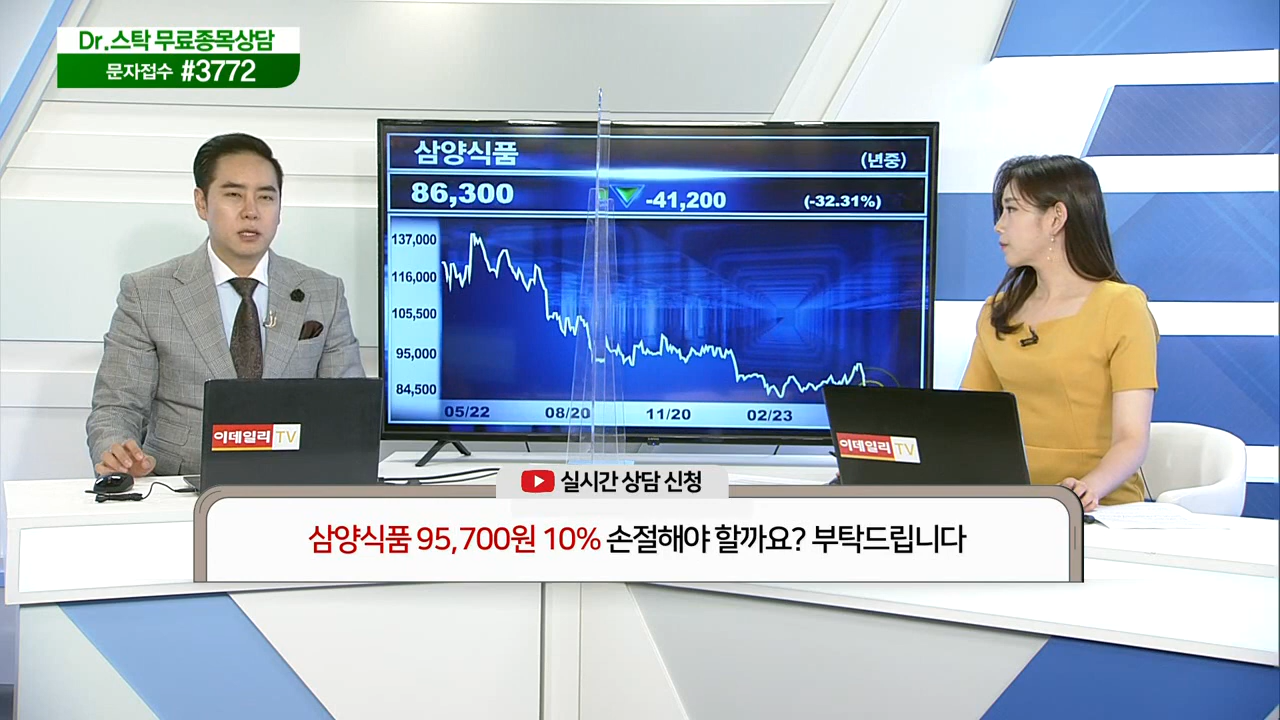 Dr.스탁 무료종목상담
문자접수 #3772
삼양식품 (년중)
86,300 -41,200 (-32.31%)
137,000
116,000
105,500
95,000
84,500
05/22 08/20 11/20 02/23
이데일리 TV
이데일리 TV
실시간 상담 신청
삼양식품 95,700원 10% 손절해야 할까요? 부탁드립니다